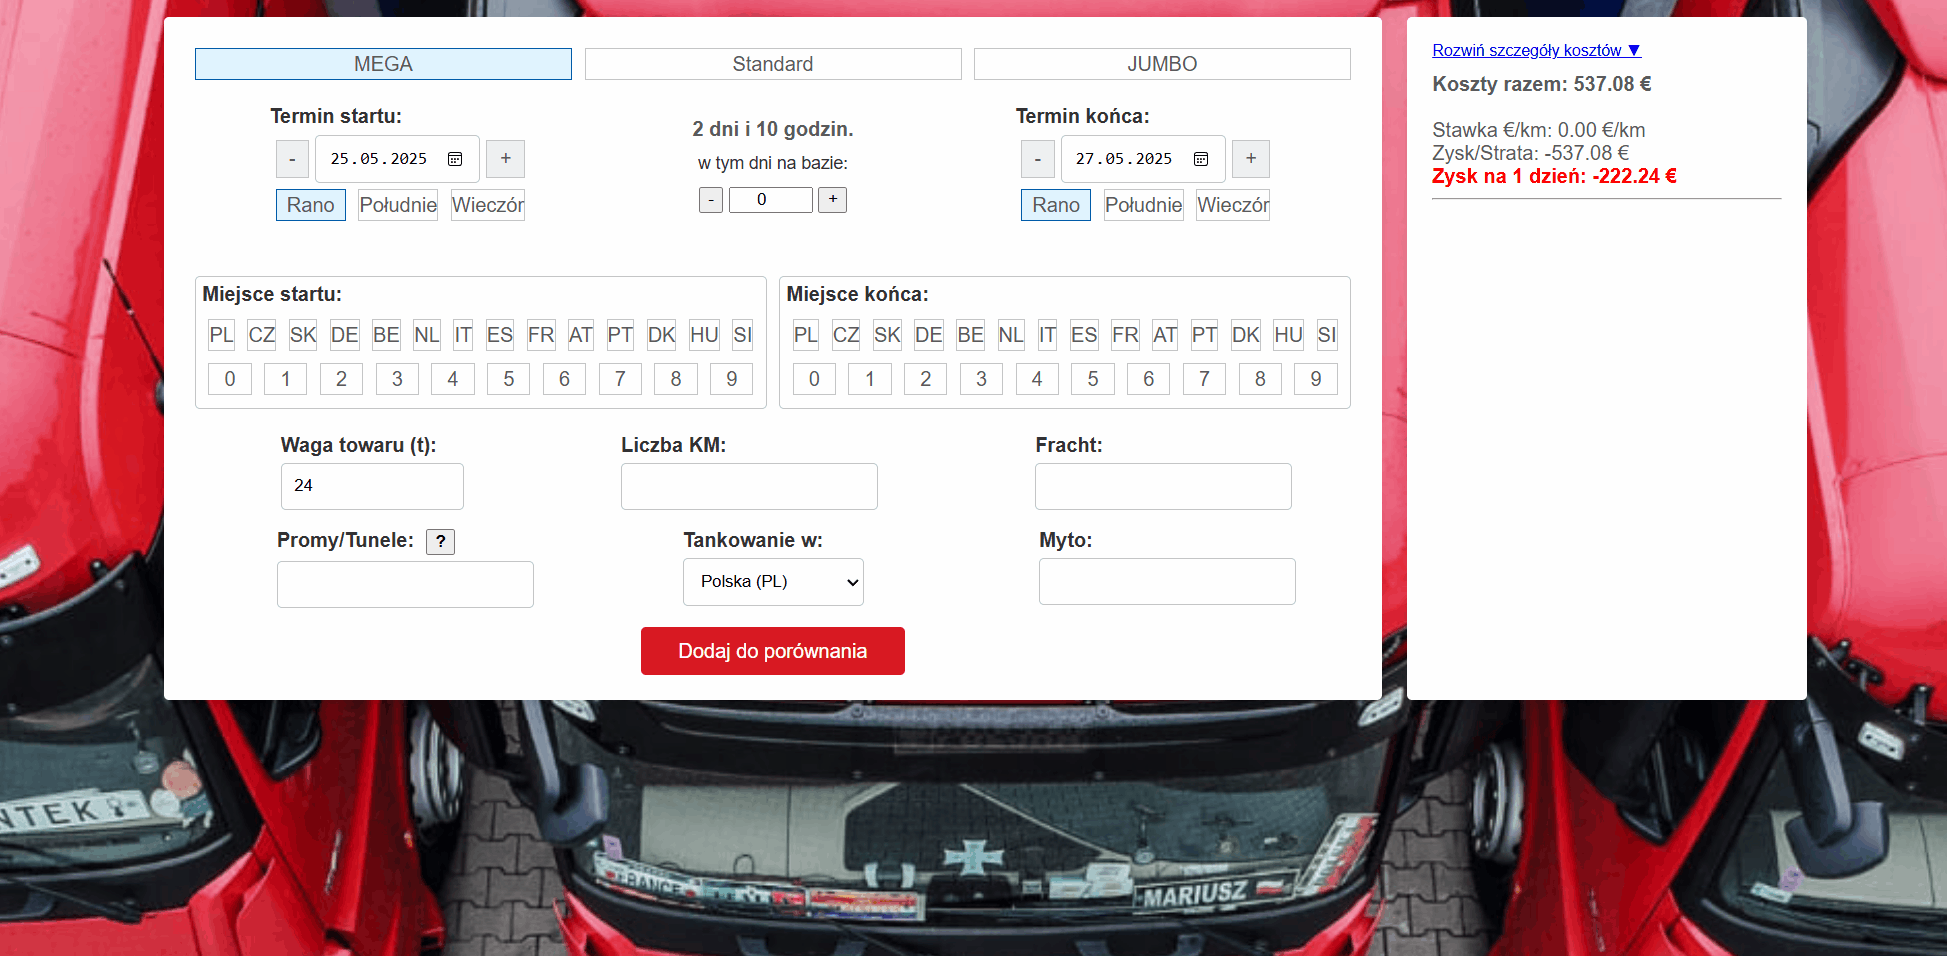 MEGA Standard JUMBO
Termin startu:
- 25.05.2025 +
Rano Południe Wieczór
2 dni i 10 godzin.
w tym dni na bazie:
- 0 +
Termin końca:
- 27.05.2025 +
Rano Południe Wieczór
Miejsce startu:
PL CZ SK DE BE NL IT ES FR AT PT DK HU SI
0 1 2 3 4 5 6 7 8 9
Miejsce końca:
PL CZ SK DE BE NL IT ES FR AT PT DK HU SI
0 1 2 3 4 5 6 7 8 9
Waga towaru (t):
24
Liczba KM:
Fracht:
Promy/Tunele: ?
Tankowanie w:
Polska (PL)
Myto:
Dodaj do porównania
Rozwiń szczegóły kosztów ▼
Koszty razem: 537.08 €
Stawka €/km: 0.00 €/km
Zysk/Strata: -537.08 €
Zysk na 1 dzień: -222.24 €
NTEK
FRANCE
MARIUSZ